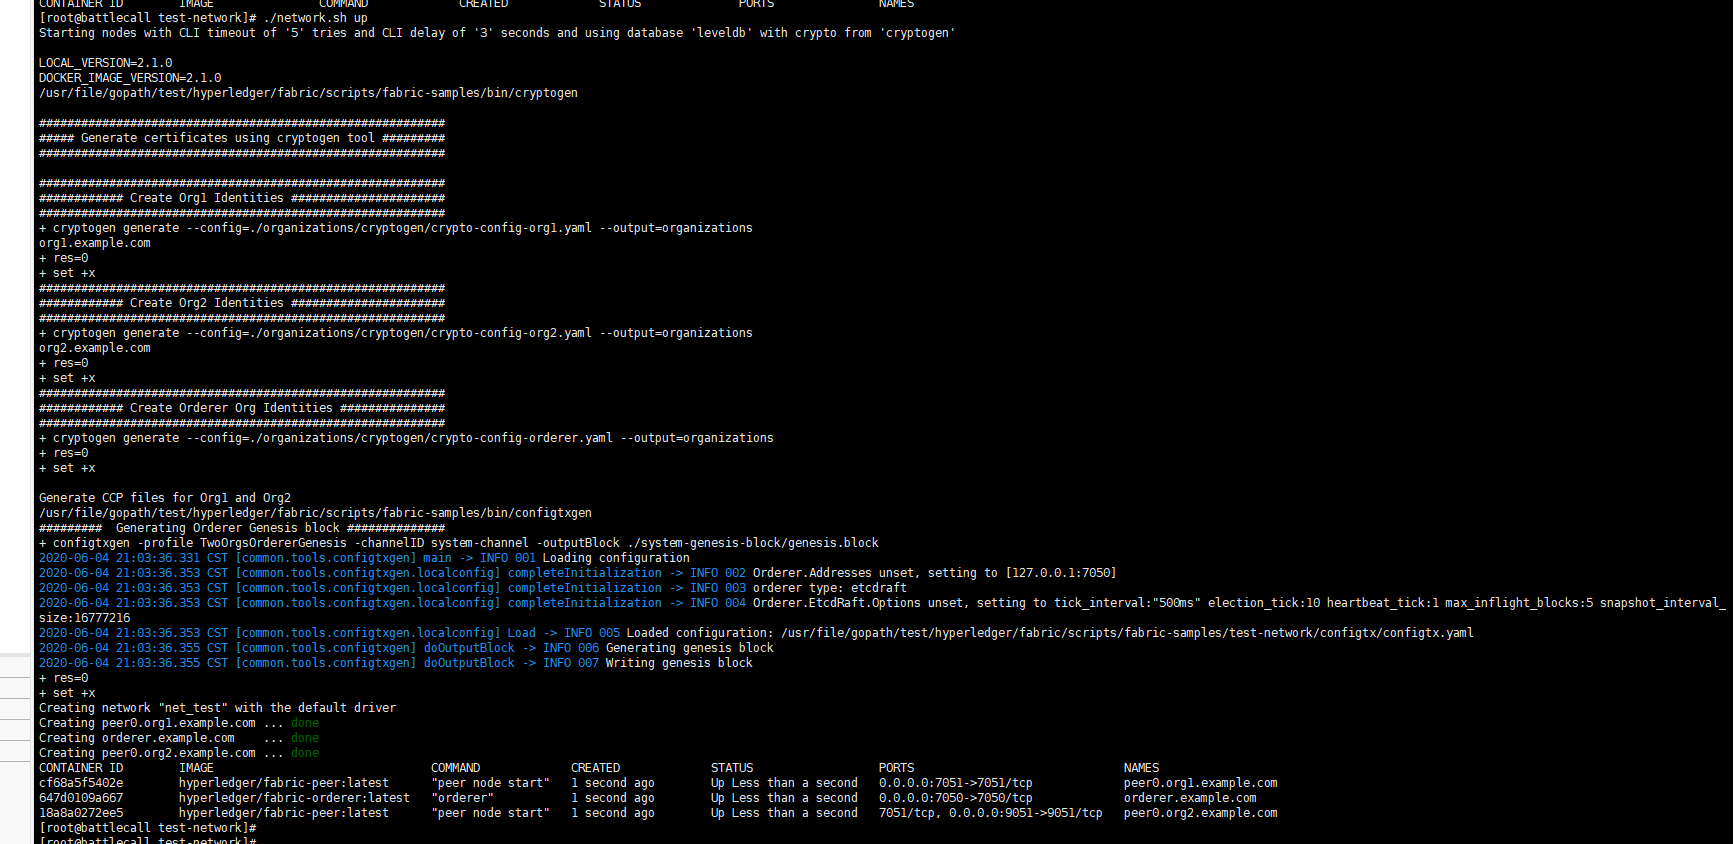 CONTAINER ID IMAGE COMMAND CREATED STATUS PORTS NAMES
[root@battlecall test-network]# ./network.sh up
Starting nodes with CLI timeout of '5' tries and CLI delay of '3' seconds and using database 'leveldb' with crypto from 'cryptogen'
LOCAL_VERSION=2.1.0
DOCKER_IMAGE_VERSION=2.1.0
/usr/file/gopath/test/hyperledger/fabric/scripts/fabric-samples/bin/cryptogen
##########################################################
##### Generate certificates using cryptogen tool #########
##########################################################
##########################################################
############ Create Org1 Identities ######################
##########################################################
+ cryptogen generate --config=./organizations/cryptogen/crypto-config-org1.yaml --output=organizations
org1.example.com
+ res=0
+ set +x
##########################################################
############ Create Org2 Identities ######################
##########################################################
+ cryptogen generate --config=./organizations/cryptogen/crypto-config-org2.yaml --output=organizations
org2.example.com
+ res=0
+ set +x
##########################################################
############ Create Orderer Org Identities ###############
##########################################################
+ cryptogen generate --config=./organizations/cryptogen/crypto-config-orderer.yaml --output=organizations
+ res=0
+ set +x
Generate CCP files for Org1 and Org2
/usr/file/gopath/test/hyperledger/fabric/scripts/fabric-samples/bin/configtxgen
######### Generating Orderer Genesis block ##############
+ configtxgen -profile TwoOrgsOrdererGenesis -channelID system-channel -outputBlock ./system-genesis-block/genesis.block
2020-06-04 21:03:36.331 CST [common.tools.configtxgen] main -> INFO 001 Loading configuration
2020-06-04 21:03:36.353 CST [common.tools.configtxgen.localconfig] completeInitialization -> INFO 002 Orderer.Addresses unset, setting to [127.0.0.1:7050]
2020-06-04 21:03:36.353 CST [common.tools.configtxgen.localconfig] completeInitialization -> INFO 003 orderer type: etcdraft
2020-06-04 21:03:36.353 CST [common.tools.configtxgen.localconfig] completeInitialization -> INFO 004 Orderer.EtcdRaft.Options unset, setting to tick_interval:"500ms" election_tick:10 heartbeat_tick:1 max_inflight_blocks:5 snapshot_interval_
size:16777216
2020-06-04 21:03:36.353 CST [common.tools.configtxgen.localconfig] Load -> INFO 005 Loaded configuration: /usr/file/gopath/test/hyperledger/fabric/scripts/fabric-samples/test-network/configtx/configtx.yaml
2020-06-04 21:03:36.355 CST [common.tools.configtxgen] doOutputBlock -> INFO 006 Generating genesis block
2020-06-04 21:03:36.355 CST [common.tools.configtxgen] doOutputBlock -> INFO 007 Writing genesis block
+ res=0
+ set +x
Creating network "net_test" with the default driver
Creating peer0.org1.example.com ... done
Creating orderer.example.com ... done
Creating peer0.org2.example.com ... done
CONTAINER ID IMAGE COMMAND CREATED STATUS PORTS NAMES
cf68a5f5402e hyperledger/fabric-peer:latest "peer node start" 1 second ago Up Less than a second 0.0.0.0:7051->7051/tcp peer0.org1.example.com
647d0109a667 hyperledger/fabric-orderer:latest "orderer" 1 second ago Up Less than a second 0.0.0.0:7050->7050/tcp orderer.example.com
18a8a0272ee5 hyperledger/fabric-peer:latest "peer node start" 1 second ago Up Less than a second 7051/tcp, 0.0.0.0:9051->9051/tcp peer0.org2.example.com
[root@battlecall test-network]#
[root@battlecall test-network]#